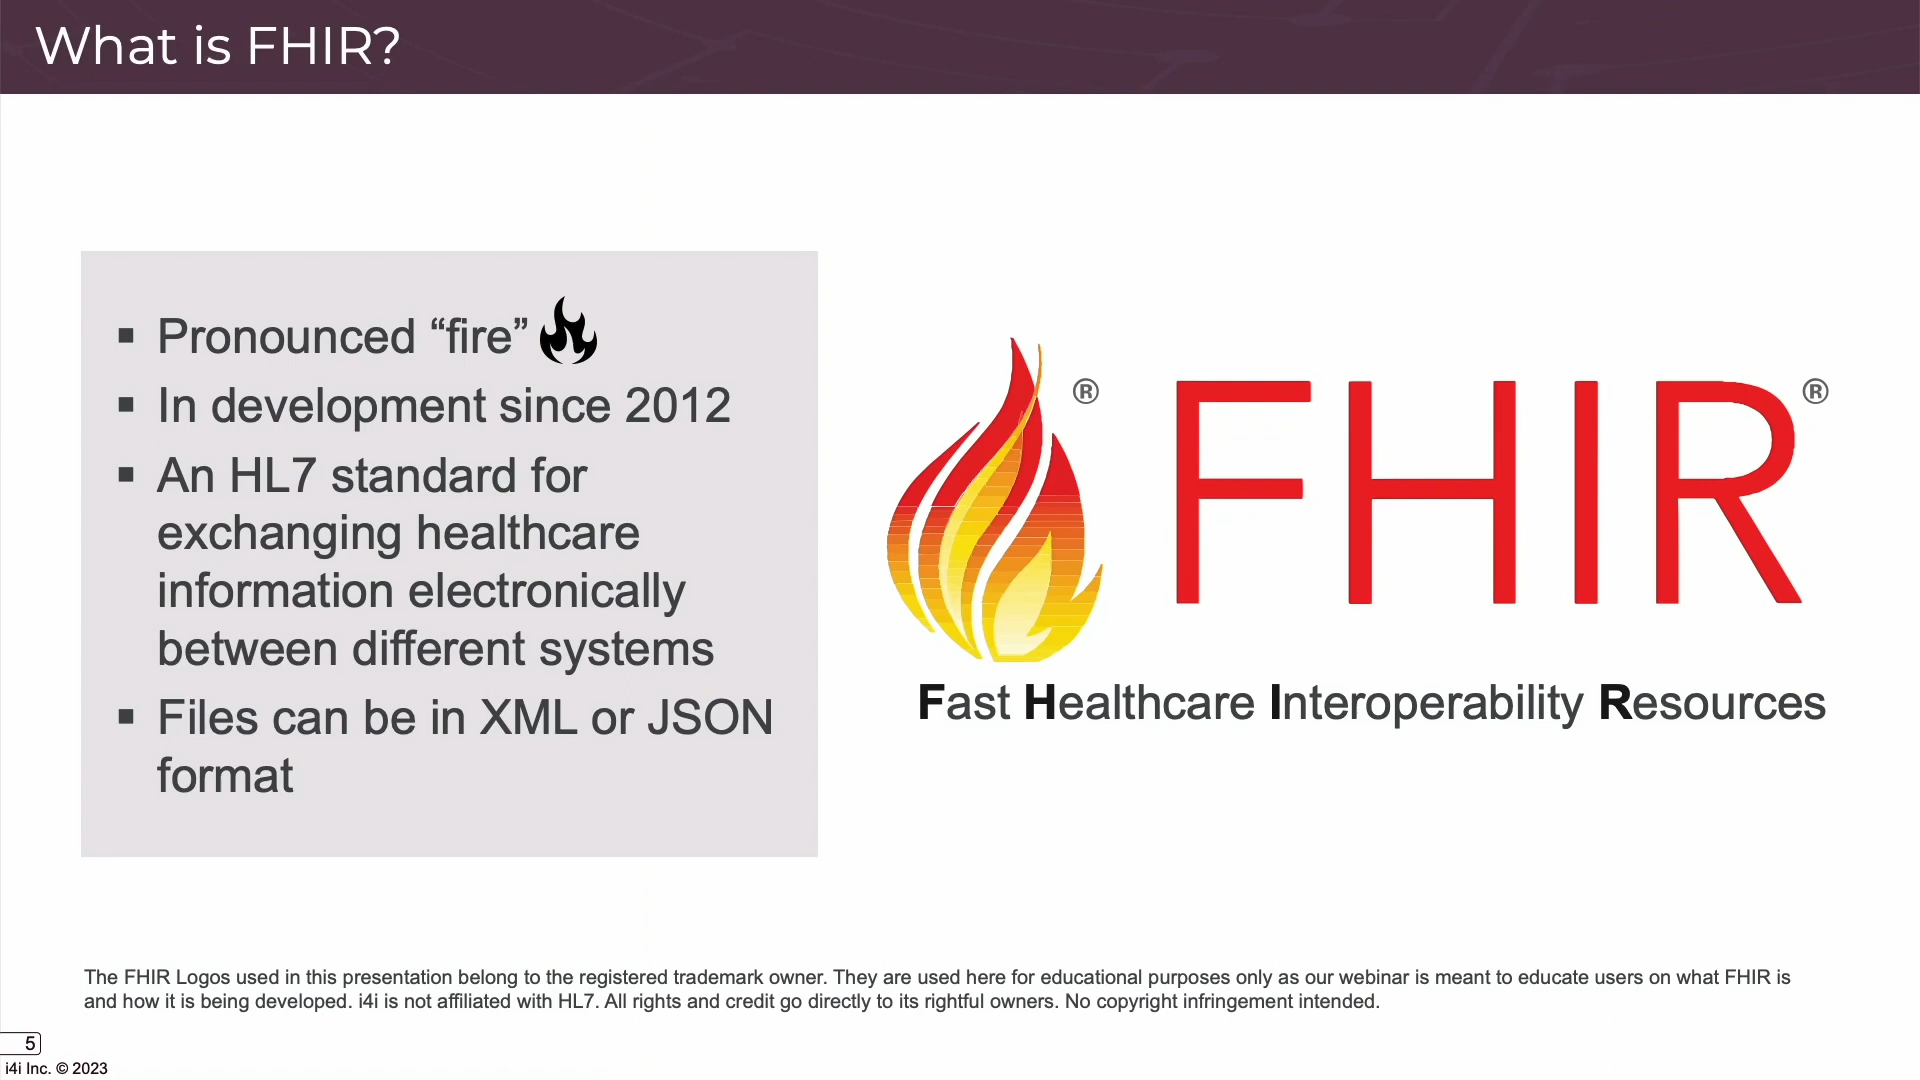 What is FHIR?
▪ Pronounced “fire”
▪ In development since 2012
▪ An HL7 standard for
exchanging healthcare
information electronically
between different systems
▪ Files can be in XML or JSON
format
® FHIR®
Fast Healthcare Interoperability Resources
The FHIR Logos used in this presentation belong to the registered trademark owner. They are used here for educational purposes only as our webinar is meant to educate users on what FHIR is
and how it is being developed. i4i is not affiliated with HL7. All rights and credit go directly to its rightful owners. No copyright infringement intended.
5
i4i Inc. © 2023